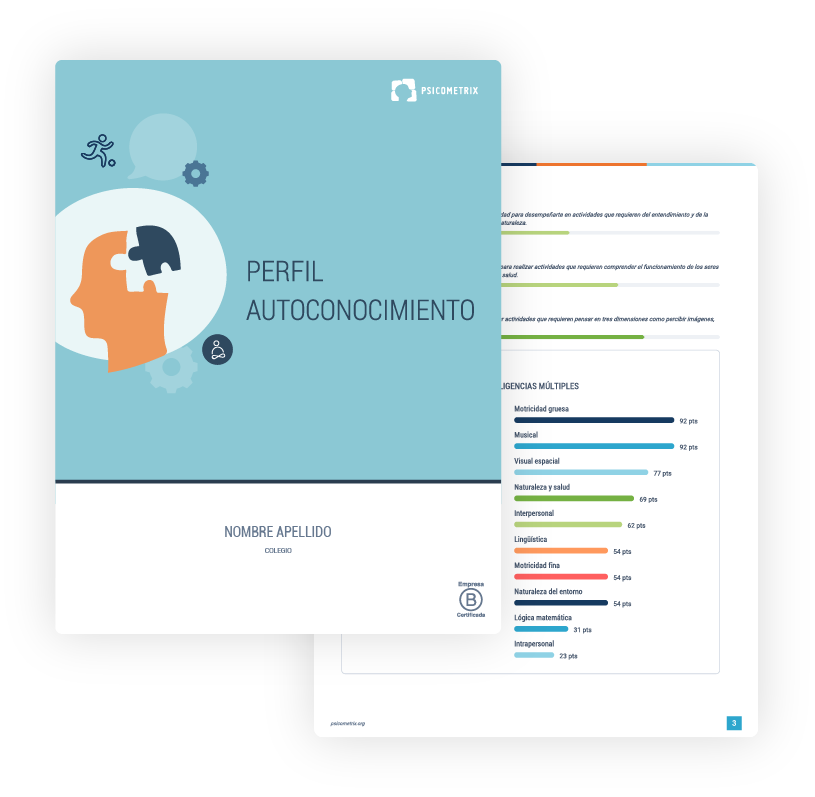 PSICOMETRIX
PERFIL
AUTOCONOCIMIENTO
NOMBRE APELLIDO
COLEGIO
Empresa
B
Certificada
para desempeñarte en actividades que requieren del entendimiento y de la
para realizar actividades que requieren comprender el funcionamiento de los seres
salud.
actividades que requieren pensar en tres dimensiones como percibir imágenes,
MÚLTIPLES
Motricidad gruesa
92 pts
Musical
92 pts
Visual espacial
77 pts
Naturaleza y salud
69 pts
Interpersonal
62 pts
Lingüística
54 pts
Motricidad fina
54 pts
Naturaleza del entorno
54 pts
Lógica matemática
31 pts
Intrapersonal
23 pts
psicometrix.org
3